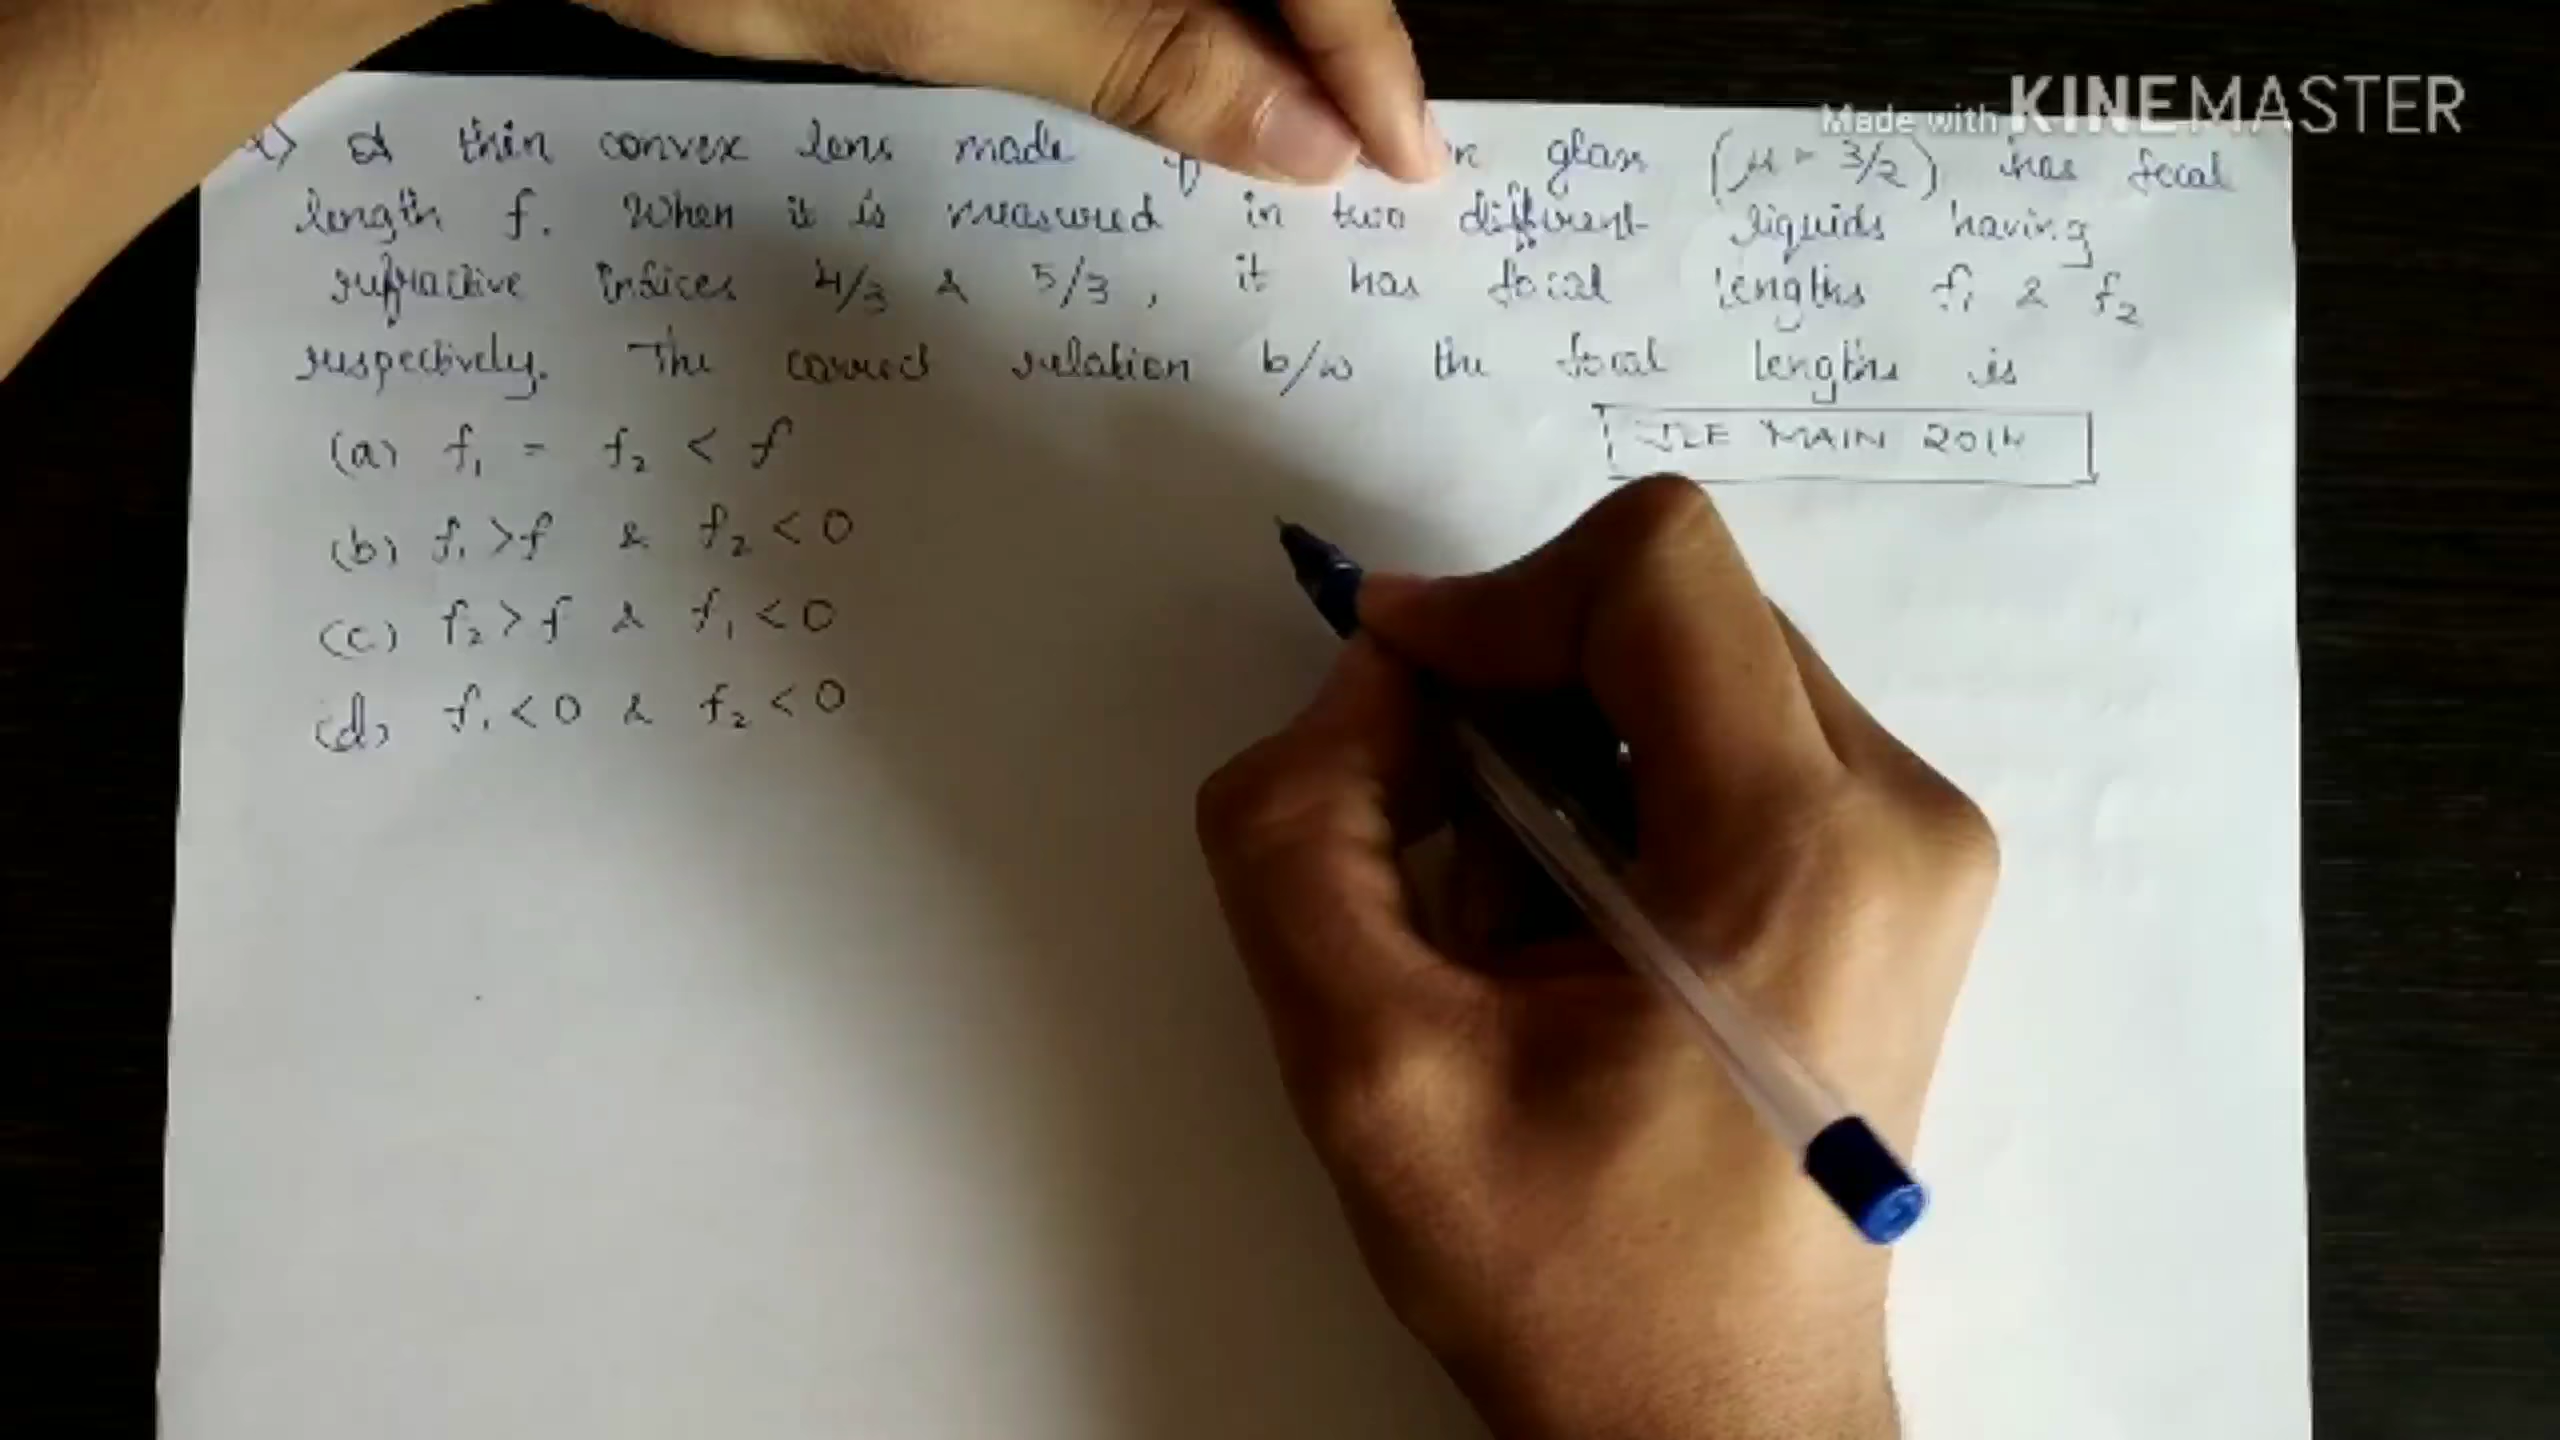 Made with KINEMASTER
A thin convex lens made glass (μ = 3/2) has focal
length f. When it is measured in two different liquids having
refractive indices 4/3 & 5/3, it has focal lengths f₁ & f₂
respectively. The correct relation b/w the focal lengths is
(a) f₁ = f₂ < f
JEE MAIN 2014
(b) f₁ > f & f₂ < 0
(c) f₂ > f & f₁ < 0
(d) f₁ < 0 & f₂ < 0